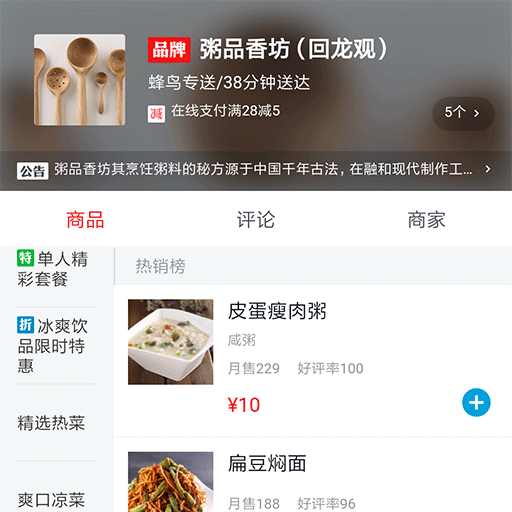 品牌 粥品香坊（回龙观）
蜂鸟专送/38分钟送达
减 在线支付满28减5
5个 >
公告 粥品香坊其烹饪粥料的秘方源于中国千年古法，在融和现代制作工... >
商品 评论 商家
特 单人精
彩套餐
折 冰爽饮
品限时特
惠
精选热菜
爽口凉菜
热销榜
皮蛋瘦肉粥
咸粥
月售229 好评率100
¥10
扁豆焖面
月售188 好评率96